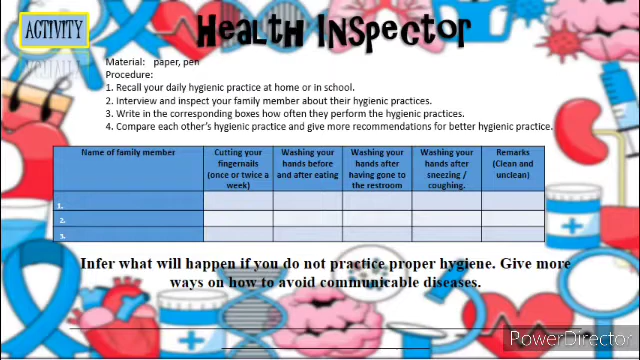 ACTIVITY
Health Inspector
Material: paper, pen
Procedure:
1. Recall your daily hygienic practice at home or in school.
2. Interview and inspect your family member about their hygienic practices.
3. Write in the corresponding boxes how often they perform the hygienic practices.
4. Compare each other's hygienic practice and give more recommendations for better hygienic practice.
Name of family member
Cutting your
fingernails
(once or twice a
week)
Washing your
hands before
and after eating
Washing your
hands after
having gone to
the restroom
Washing your
hands after
sneezing /
coughing.
Remarks
(Clean and
unclean)
1.
2.
3.
Infer what will happen if you do not practice proper hygiene. Give more
ways on how to avoid communicable diseases.
PowerDirector